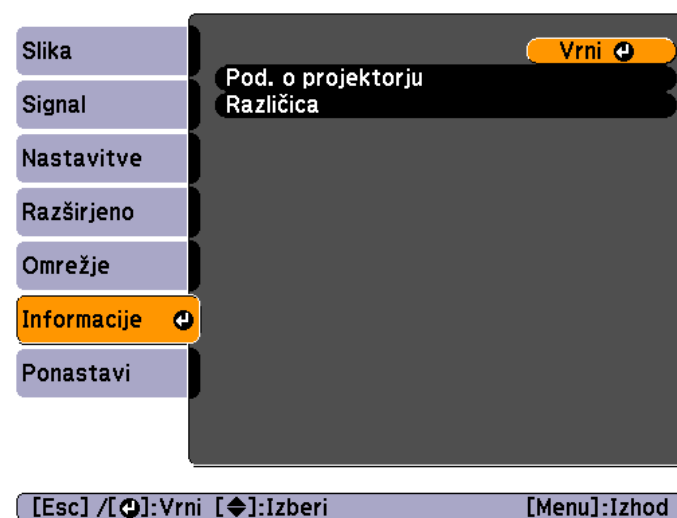 Slika
Signal
Nastavitve
Razširjeno
Omrežje
Informacije
Ponastavi
Vrni
Pod. o projektorju
Različica
[Esc] /[⏎]:Vrni [◆]:Izberi [Menu]:Izhod